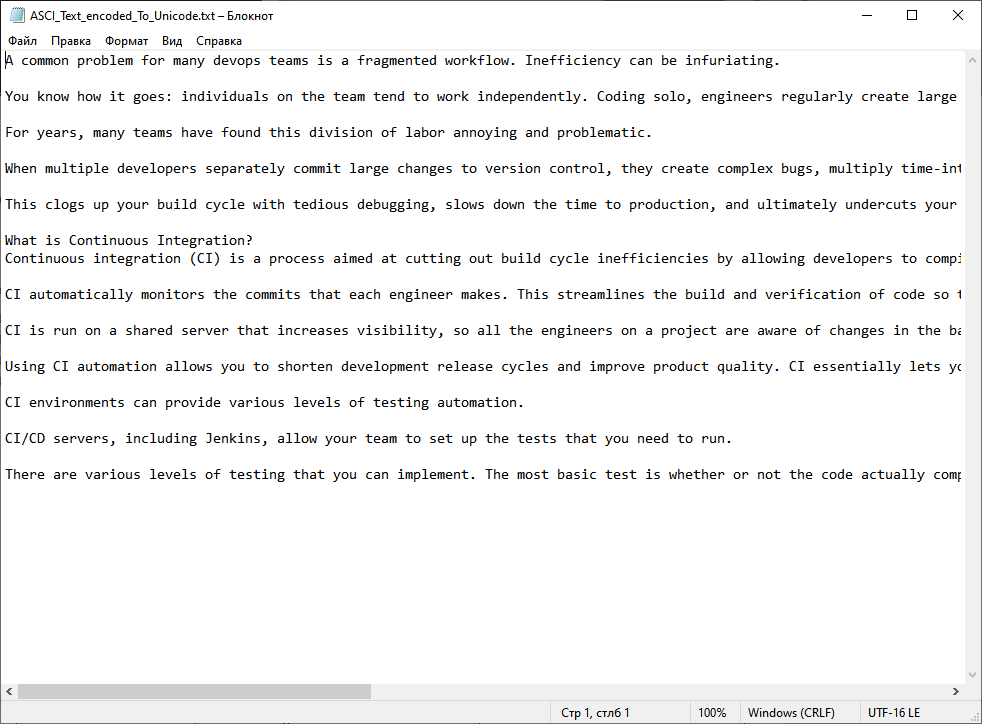 ASCI_Text_encoded_To_Unicode.txt – Блокнот
Файл Правка Формат Вид Справка
A common problem for many devops teams is a fragmented workflow. Inefficiency can be infuriating.
You know how it goes: individuals on the team tend to work independently. Coding solo, engineers regularly create large
For years, many teams have found this division of labor annoying and problematic.
When multiple developers separately commit large changes to version control, they create complex bugs, multiply time-int
This clogs up your build cycle with tedious debugging, slows down the time to production, and ultimately undercuts your
What is Continuous Integration?
Continuous integration (CI) is a process aimed at cutting out build cycle inefficiencies by allowing developers to compi
CI automatically monitors the commits that each engineer makes. This streamlines the build and verification of code so t
CI is run on a shared server that increases visibility, so all the engineers on a project are aware of changes in the ba
Using CI automation allows you to shorten development release cycles and improve product quality. CI essentially lets yo
CI environments can provide various levels of testing automation.
CI/CD servers, including Jenkins, allow your team to set up the tests that you need to run.
There are various levels of testing that you can implement. The most basic test is whether or not the code actually comp
Стр 1, стлб 1 100% Windows (CRLF) UTF-16 LE